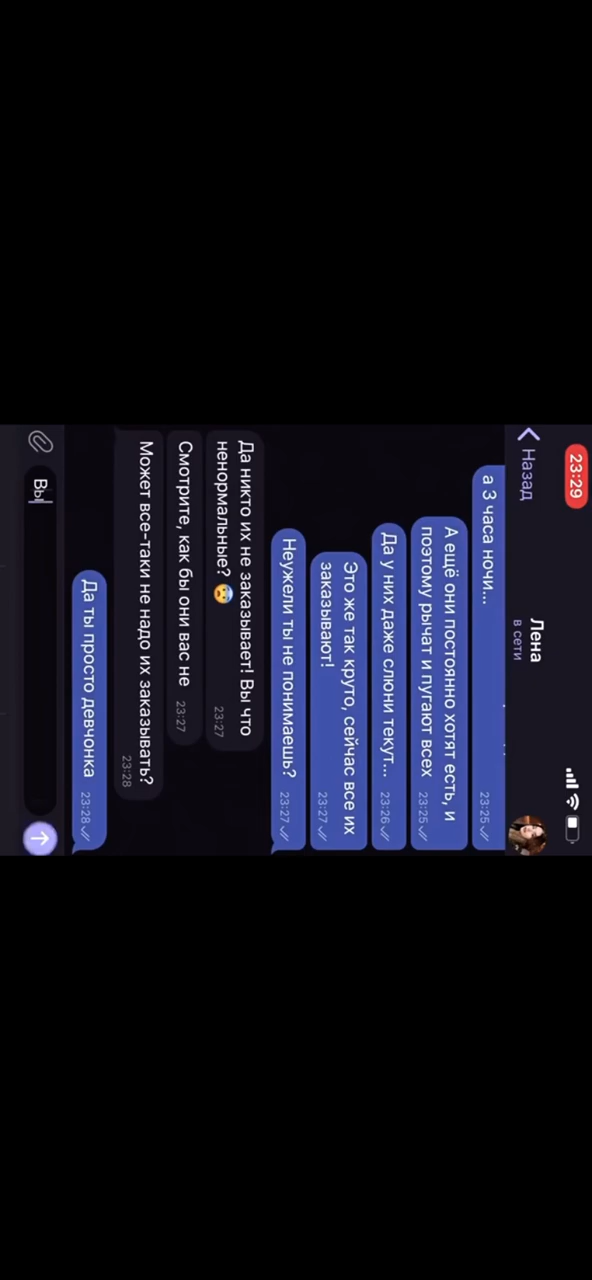 23:29
Назад
Лена
в сети
а 3 часа ночи...
23:25
А ещё они постоянно хотят есть, и
поэтому рычат и пугают всех
23:25
Да у них даже слюни текут...
23:26
Это же так круто, сейчас все их
заказывают!
23:27
Неужели ты не понимаешь?
23:27
Да никто их не заказывает! Вы что
ненормальные?
23:27
Смотрите, как бы они вас не
23:27
Может все-таки не надо их заказывать?
23:28
Да ты просто девчонка
23:28
Вы